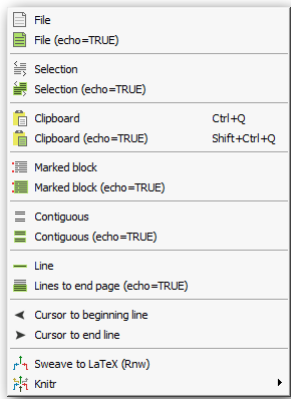 File
File (echo=TRUE)
Selection
Selection (echo=TRUE)
Clipboard Ctrl+Q
Clipboard (echo=TRUE) Shift+Ctrl+Q
Marked block
Marked block (echo=TRUE)
Contiguous
Contiguous (echo=TRUE)
Line
Lines to end page (echo=TRUE)
Cursor to beginning line
Cursor to end line
Sweave to LaTeX (Rnw)
Knitr